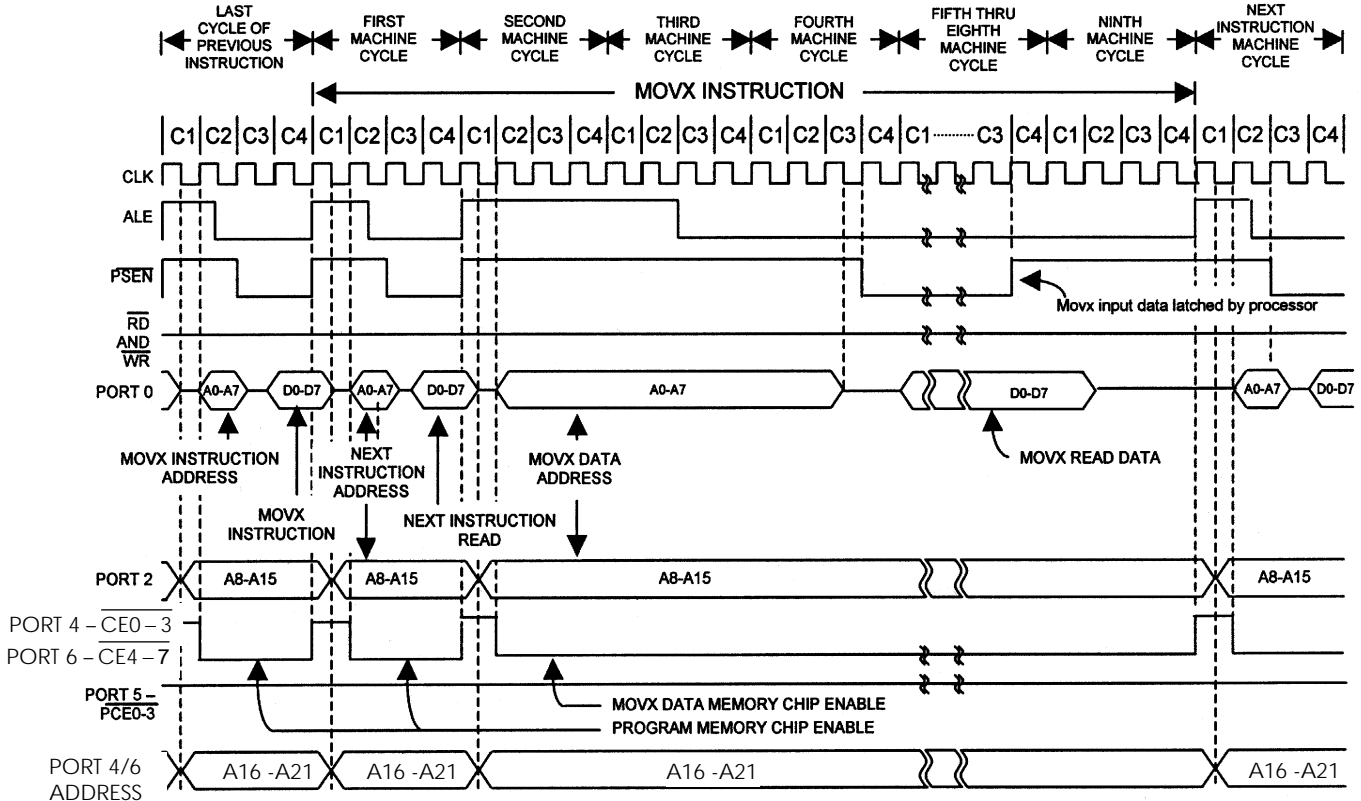 LAST CYCLE OF PREVIOUS INSTRUCTION
FIRST MACHINE CYCLE
SECOND MACHINE CYCLE
THIRD MACHINE CYCLE
FOURTH MACHINE CYCLE
FIFTH THRU EIGHTH MACHINE CYCLE
NINTH MACHINE CYCLE
NEXT INSTRUCTION MACHINE CYCLE
MOVX INSTRUCTION
C1 C2 C3 C4 C1 C2 C3 C4 C1 C2 C3 C4 C1 C2 C3 C4 C1 C2 C3 C4 C1 .......... C3 C4 C1 C2 C3 C4 C1 C2 C3 C4
CLK
ALE
PSEN
Movx input data latched by processor
RD
AND
WR
PORT 0
A0-A7 D0-D7 A0-A7 D0-D7 A0-A7 D0-D7 A0-A7 D0-D7
MOVX INSTRUCTION ADDRESS
NEXT INSTRUCTION ADDRESS
MOVX DATA ADDRESS
MOVX READ DATA
MOVX INSTRUCTION
NEXT INSTRUCTION READ
PORT 2
A8-A15 A8-A15 A8-A15 A8-A15
PORT 4 – CE0 – 3
PORT 6 – CE4 – 7
PORT 5 –
PCE0-3
MOVX DATA MEMORY CHIP ENABLE
PROGRAM MEMORY CHIP ENABLE
PORT 4/6
ADDRESS
A16 -A21 A16 -A21 A16 -A21 A16 -A21